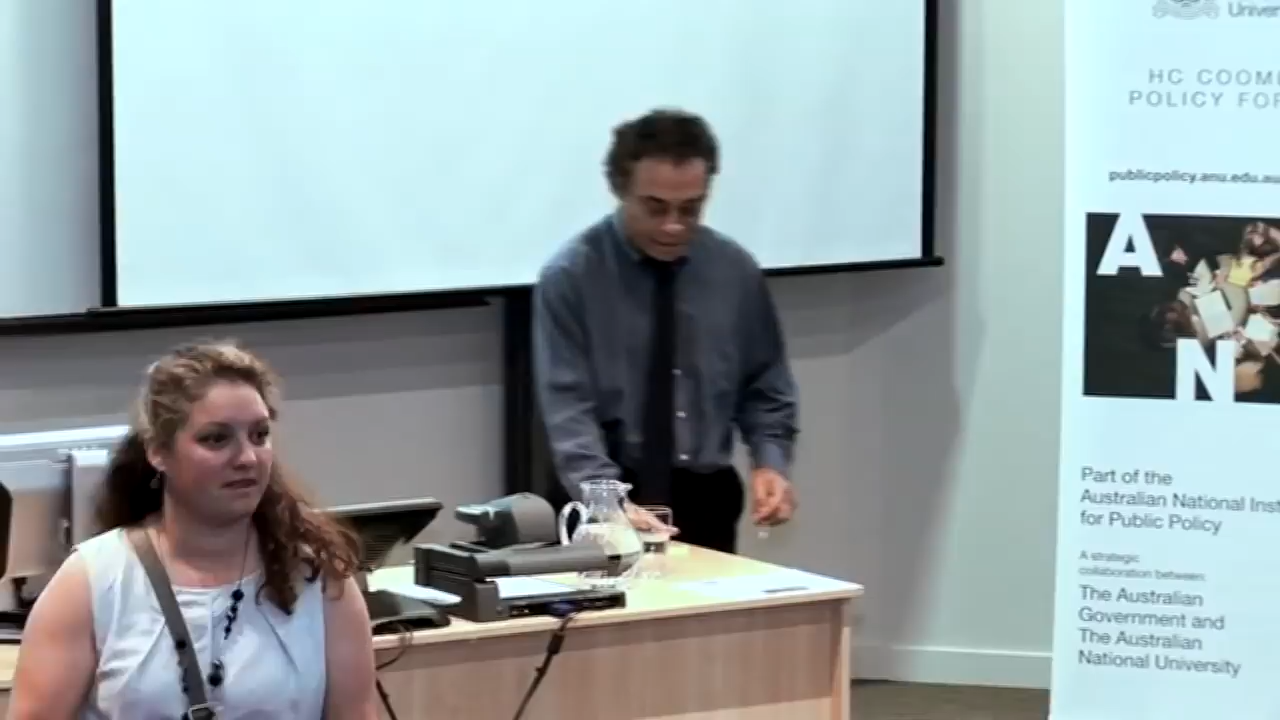 HC COOM
POLICY FOR
publicpolicy.anu.edu.au
A
N
Part of the
Australian National Inst
for Public Policy
A strategic
collaboration between:
The Australian
Government and
The Australian
National University